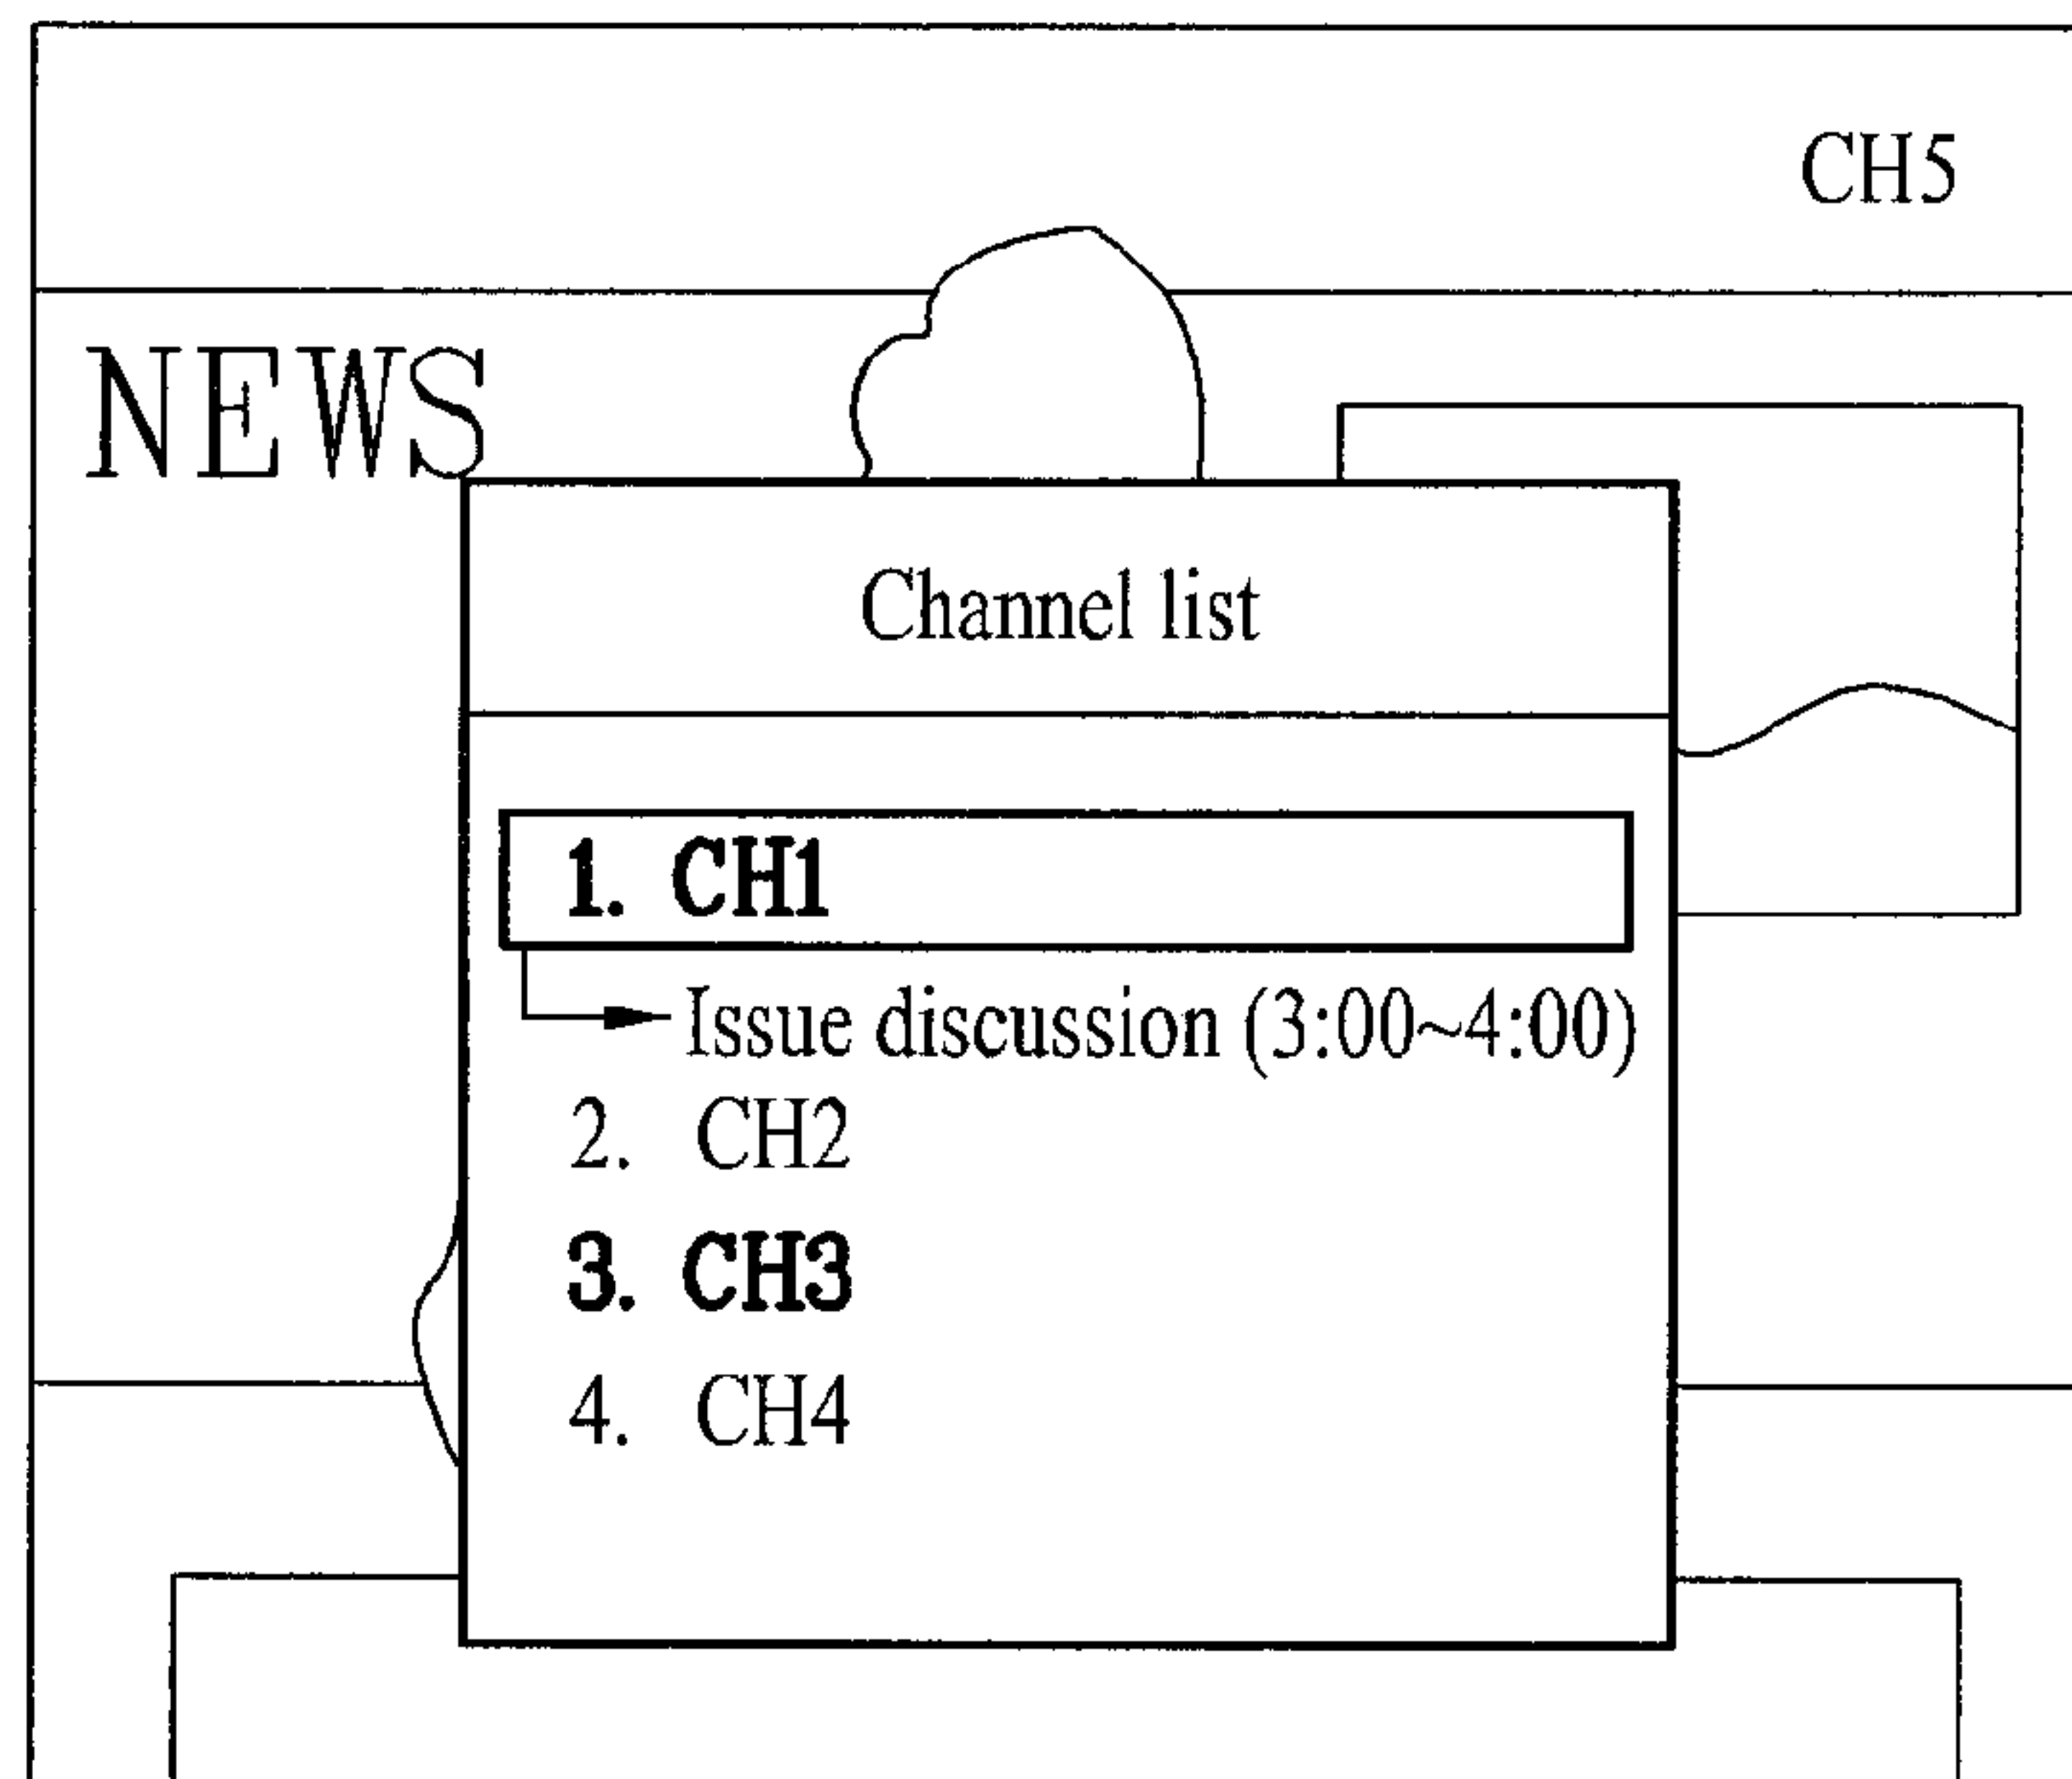 CH5
NEWS
Channel list
1. CH1
Issue discussion (3:00~4:00)
2. CH2
3. CH3
4. CH4